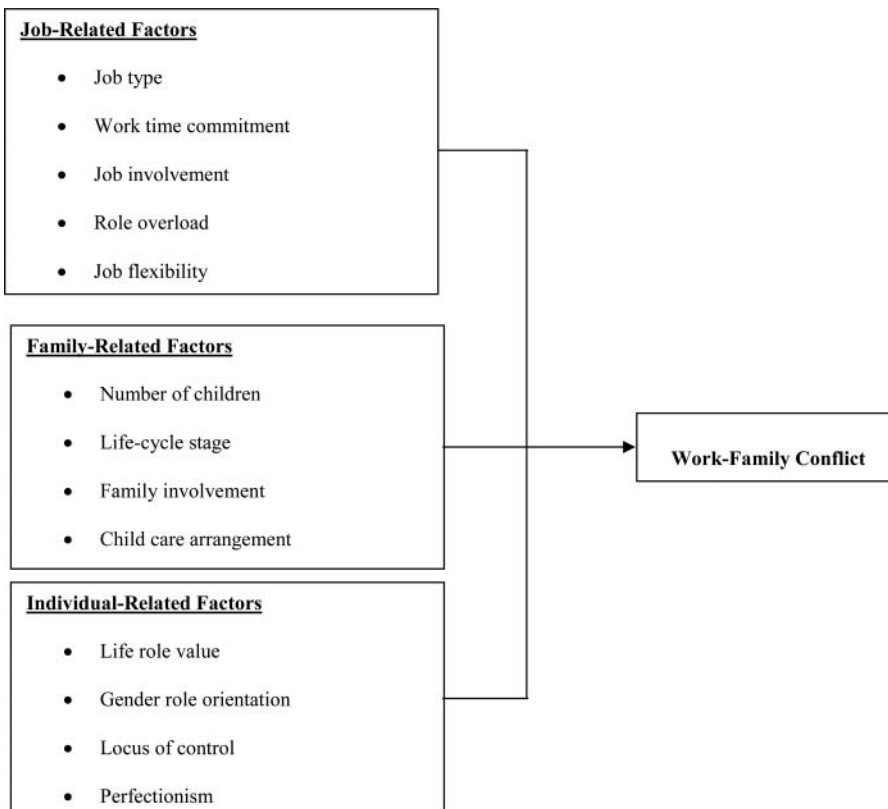 Job-Related Factors
• Job type
• Work time commitment
• Job involvement
• Role overload
• Job flexibility
Family-Related Factors
• Number of children
• Life-cycle stage
• Family involvement
• Child care arrangement
Work-Family Conflict
Individual-Related Factors
• Life role value
• Gender role orientation
• Locus of control
• Perfectionism